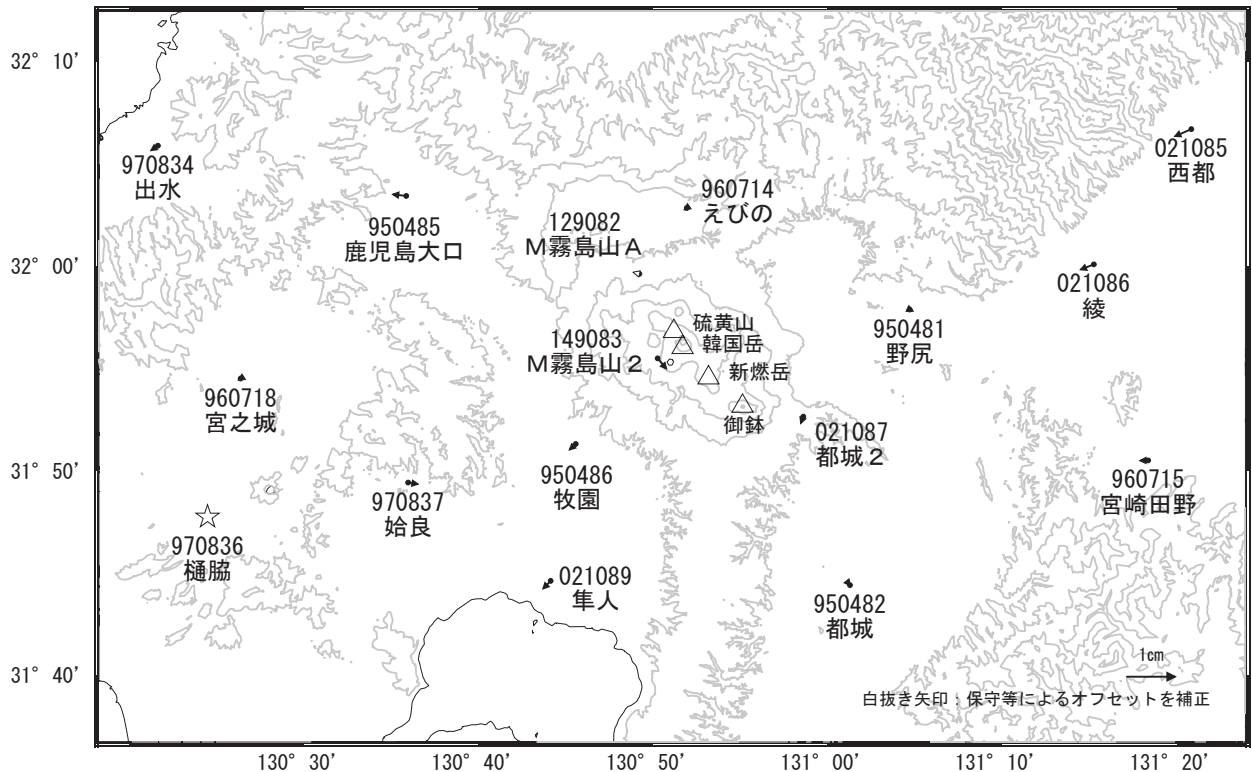 32° 10′
021085
西都
970834
出水
960714
えびの
950485
鹿児島大口
129082
M霧島山A
32° 00′
021086
綾
950481
野尻
硫黄山
韓国岳
149083
M霧島山2
新燃岳
960718
宮之城
御鉢
021087
都城2
31° 50′
950486
牧園
960715
宮崎田野
970837
姶良
970836
樋脇
021089
隼人
950482
都城
31° 40′
1cm
白抜き矢印：保守等によるオフセットを補正
130° 30′
130° 40′
130° 50′
131° 00′
131° 10′
131° 20′